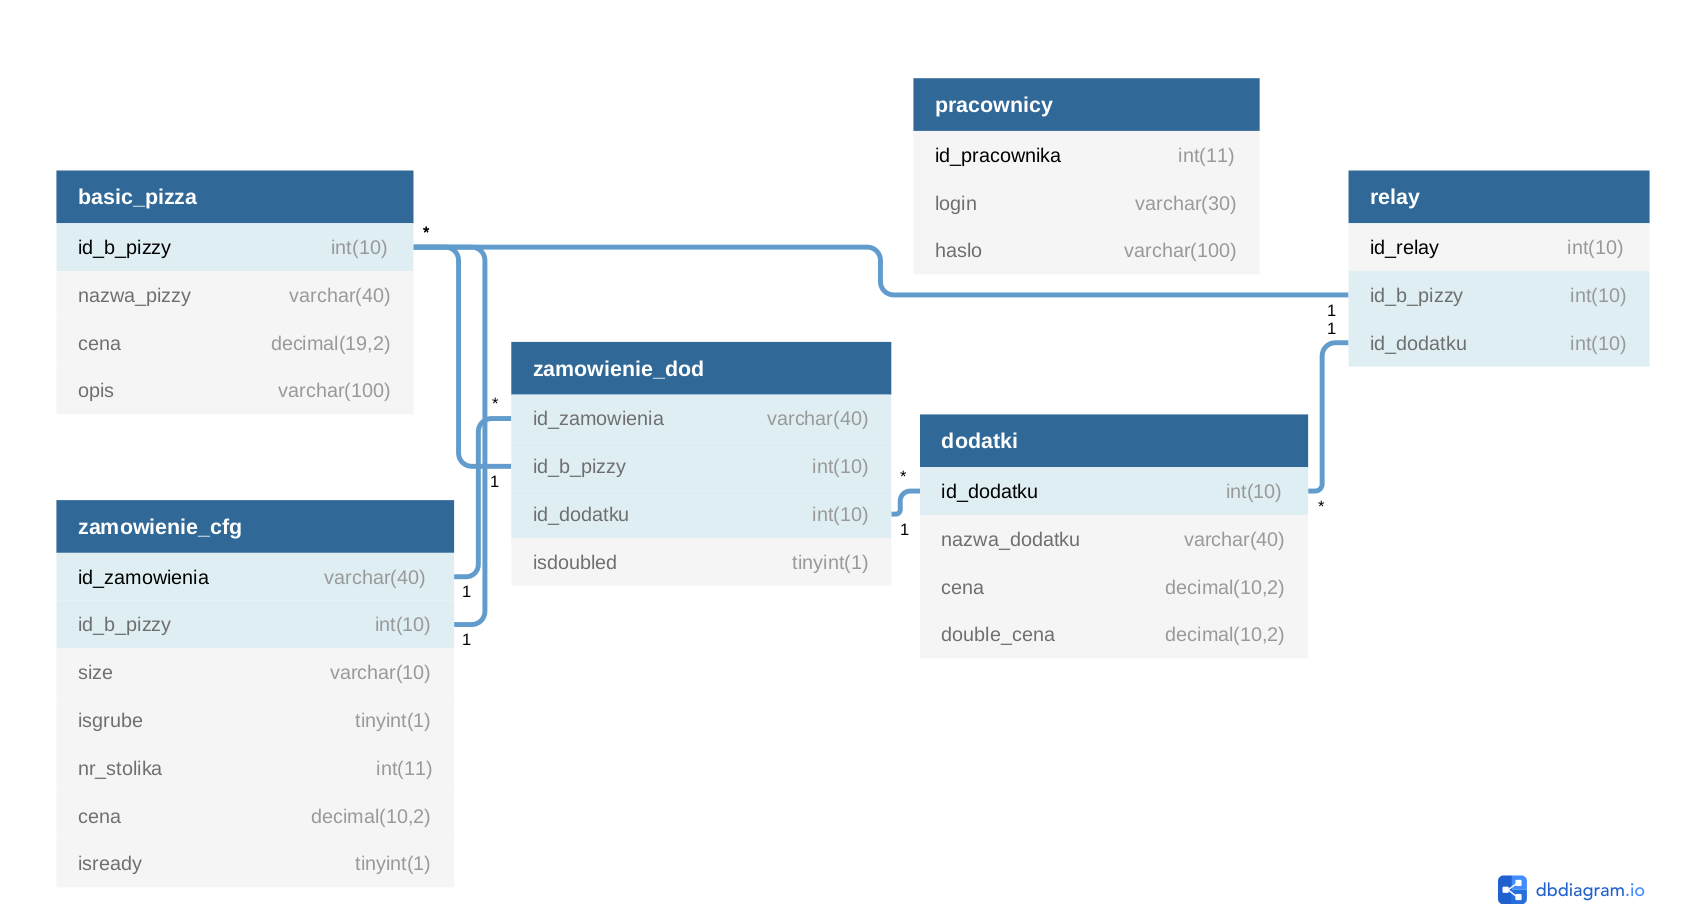 pracownicy
id_pracownika int(11)
login varchar(30)
haslo varchar(100)
basic_pizza
id_b_pizzy int(10)
nazwa_pizzy varchar(40)
cena decimal(19,2)
opis varchar(100)
*
relay
id_relay int(10)
id_b_pizzy int(10)
id_dodatku int(10)
1
1
zamowienie_dod
id_zamowienia varchar(40)
id_b_pizzy int(10)
id_dodatku int(10)
isdoubled tinyint(1)
*
1
*
1
dodatki
id_dodatku int(10)
nazwa_dodatku varchar(40)
cena decimal(10,2)
double_cena decimal(10,2)
*
zamowienie_cfg
id_zamowienia varchar(40)
id_b_pizzy int(10)
size varchar(10)
isgrube tinyint(1)
nr_stolika int(11)
cena decimal(10,2)
isready tinyint(1)
1
1
dbdiagram.io